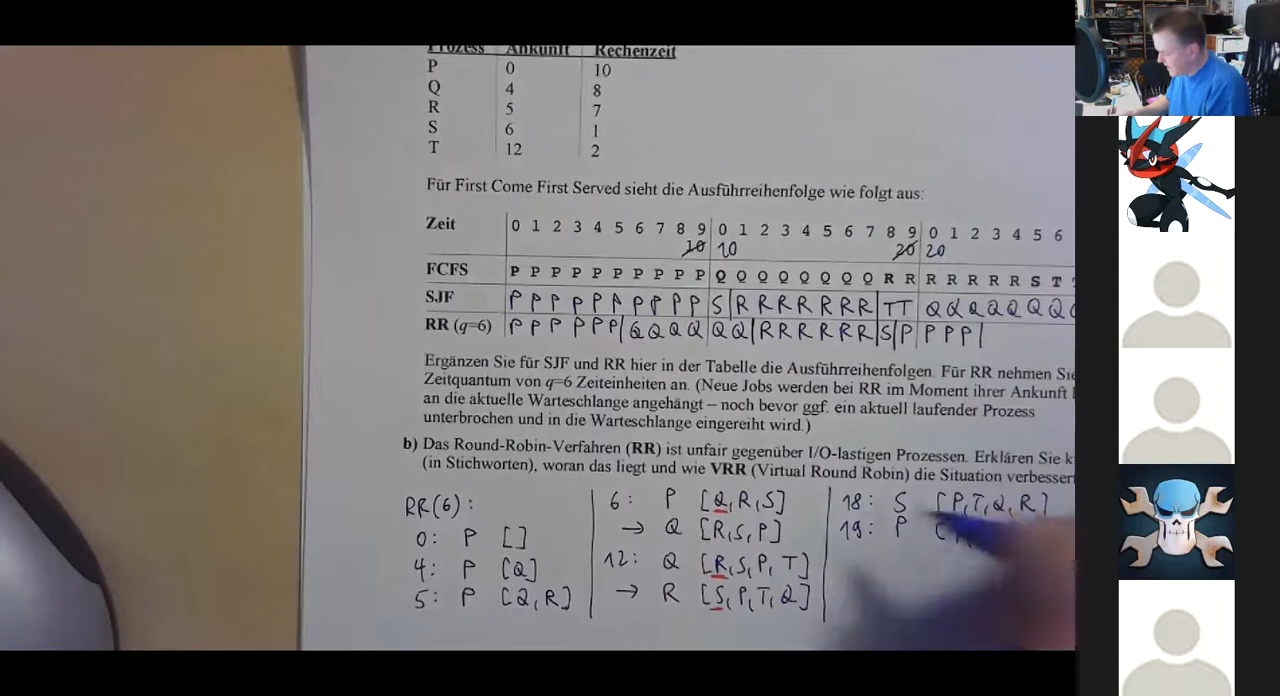 Prozess Ankunft Rechenzeit
P 0 10
Q 4 8
R 5 7
S 6 1
T 12 2
Für First Come First Served sieht die Ausführreihenfolge wie folgt aus:
Zeit 0 1 2 3 4 5 6 7 8 9 0 1 2 3 4 5 6 7 8 9 0 1 2 3 4 5 6
10 10 20 20
FCFS P P P P P P P P P P Q Q Q Q Q Q Q Q R R R R R R R S T
SJF P P P P P P P P P P S R R R R R R R T T Q Q Q Q Q Q Q
RR (q=6) P P P P P P Q Q Q Q Q Q R R R R R R S P P P P
Ergänzen Sie für SJF und RR hier in der Tabelle die Ausführreihenfolgen. Für RR nehmen Sie
Zeitquantum von q=6 Zeiteinheiten an. (Neue Jobs werden bei RR im Moment ihrer Ankunft
an die aktuelle Warteschlange angehängt – noch bevor ggf. ein aktuell laufender Prozess
unterbrochen und in die Warteschlange eingereiht wird.)
b) Das Round-Robin-Verfahren (RR) ist unfair gegenüber I/O-lastigen Prozessen. Erklären Sie k
(in Stichworten), woran das liegt und wie VRR (Virtual Round Robin) die Situation verbessert
RR(6):
0: P []
4: P [Q]
5: P [Q,R]
6: P [Q,R,S]
→ Q [R,S,P]
12: Q [R,S,P,T]
→ R [S,P,T,Q]
18: S [P,T,Q,R]
19: P [